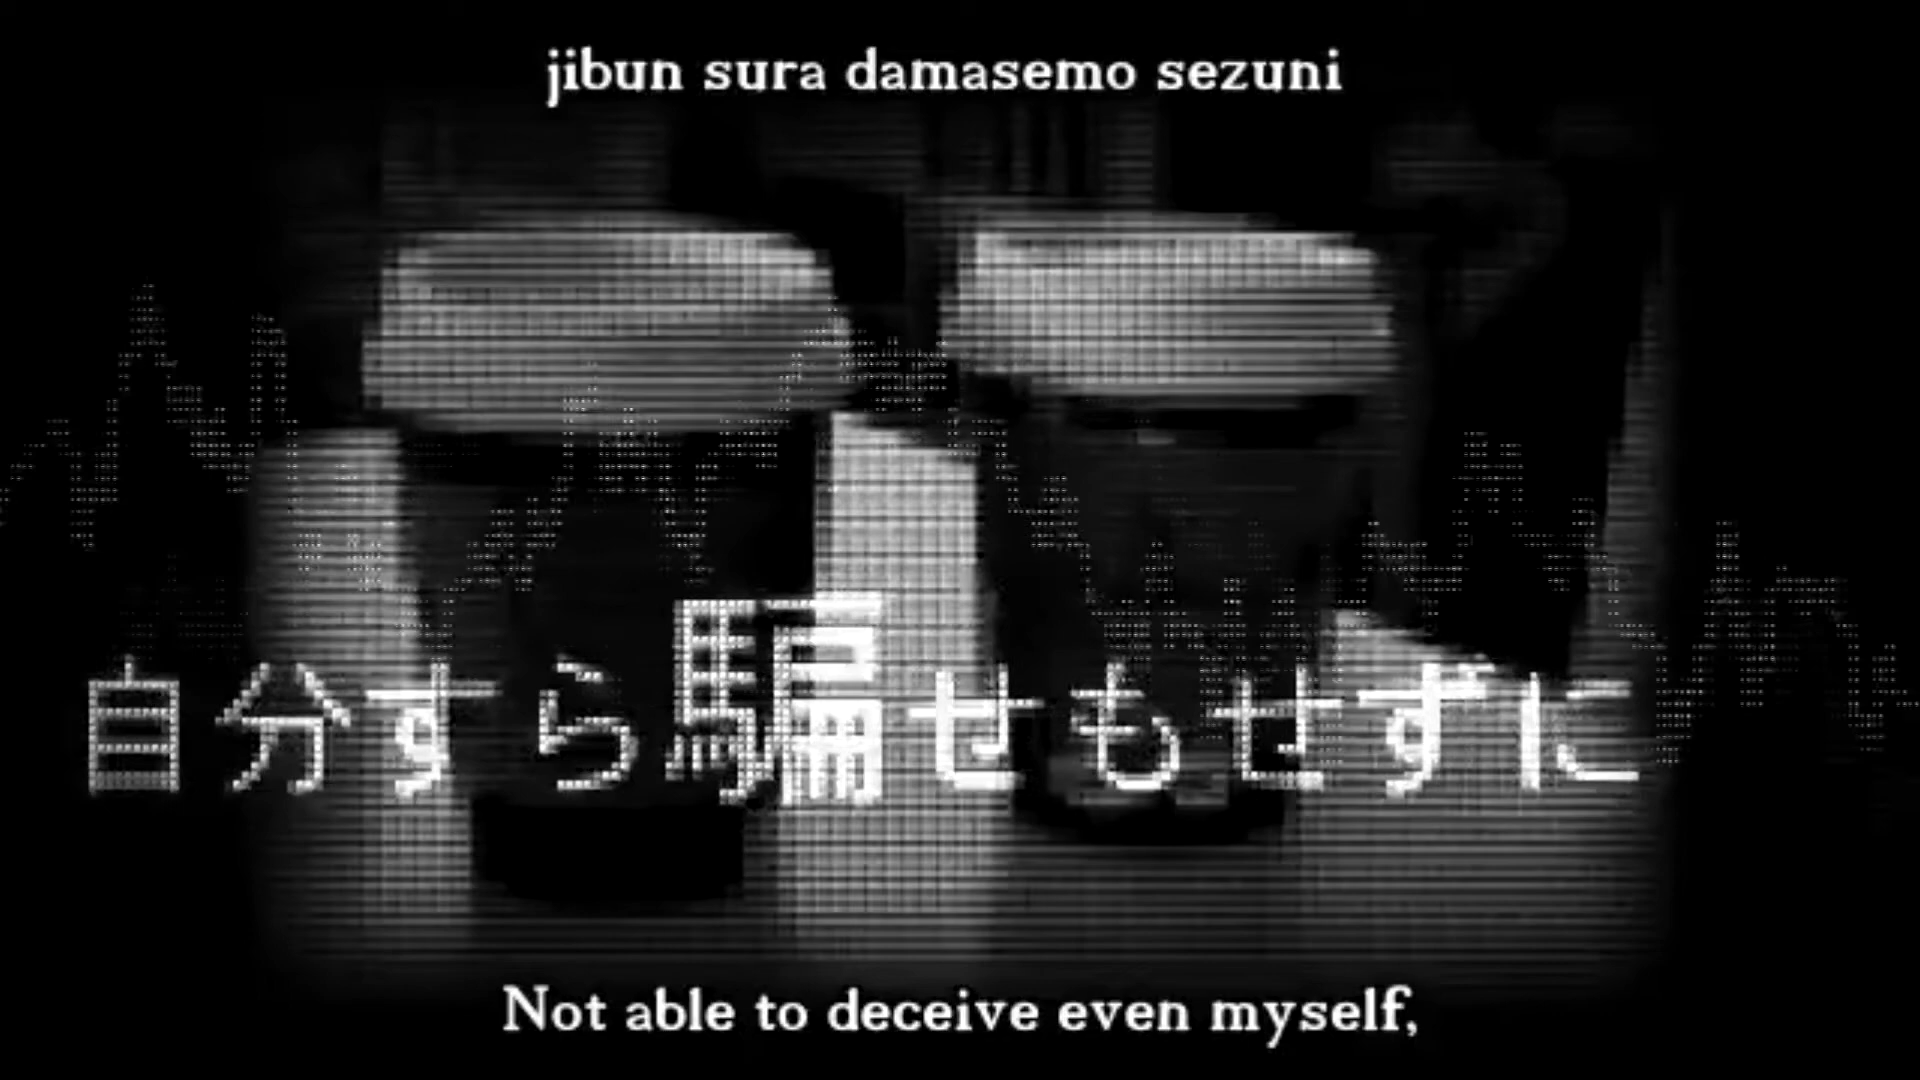 jibun sura damasemo sezuni
自分すら騙せもせずに
Not able to deceive even myself,